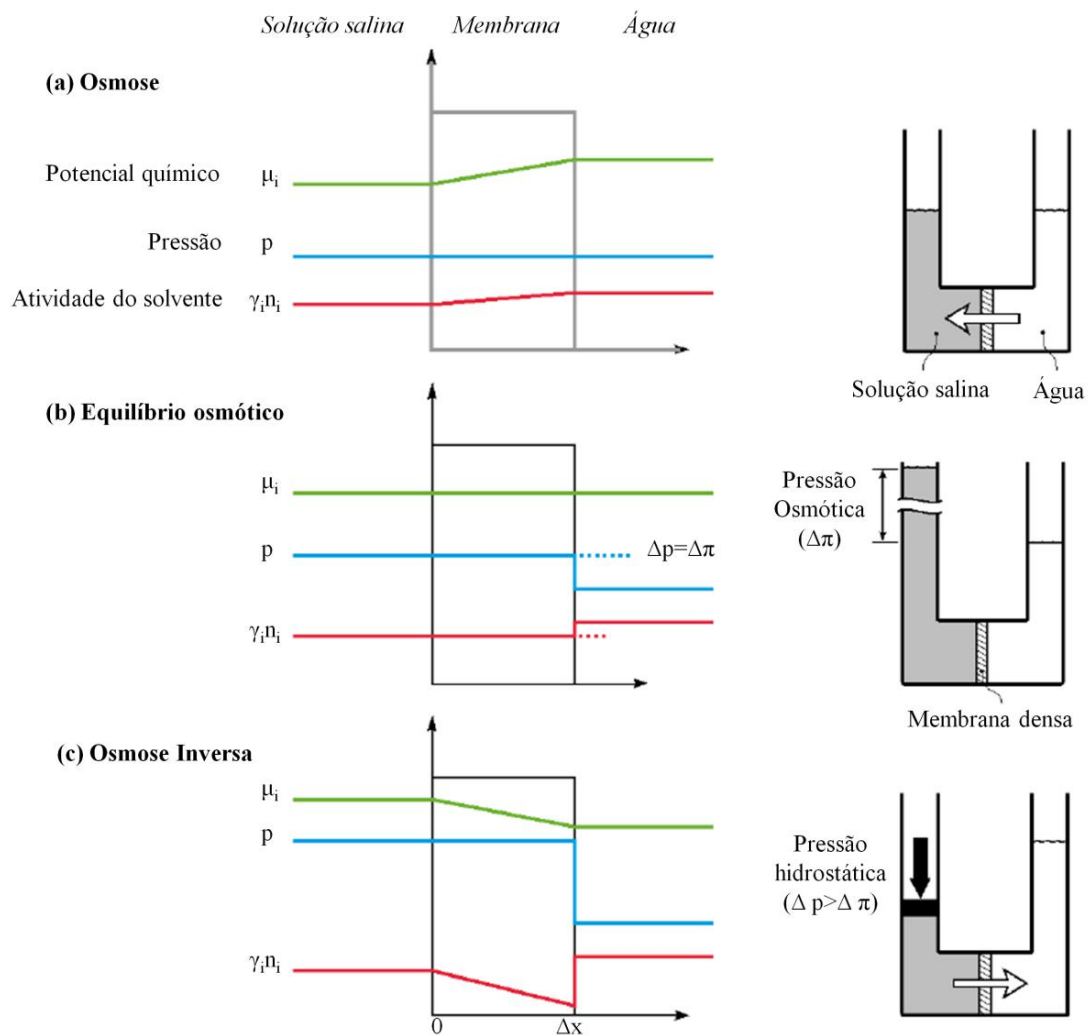 Solução salina Membrana Água
(a) Osmose
Potencial químico μi
Pressão p
Atividade do solvente γini
Solução salina Água
(b) Equilíbrio osmótico
μi
p
Δp=Δπ
γini
Pressão
Osmótica
(Δπ)
Membrana densa
(c) Osmose Inversa
μi
p
γini
0 Δx
Pressão
hidrostática
(Δ p>Δ π)